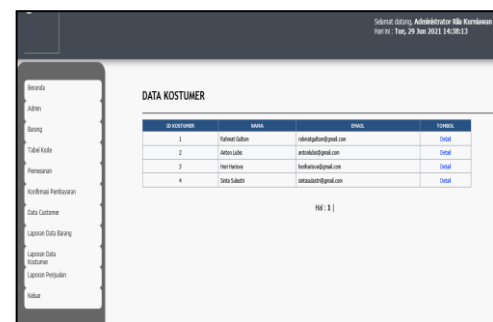 Selamat datang, Administrator Ria Kurniawan
Hari ini : Tue, 29 Jun 2021 14:38:13
Beranda
Admin
Barang
Tabel Kode
Pemesanan
Konfirmasi Pembayaran
Data Customer
Laporan Data Barang
Laporan Data
Kostumer
Laporan Penjualan
Keluar
DATA KOSTUMER
ID KOSTUMER NAMA EMAIL TOMBOL
1 Rahmat Gulton rahmatgulton@gmail.com Detail
2 Anton Lubis antonlubis@gmail.com Detail
3 Heri Harisva heriharisva@gmail.com Detail
4 Sinta Sulastri sintasulastri@gmail.com Detail
Hal : 1 |